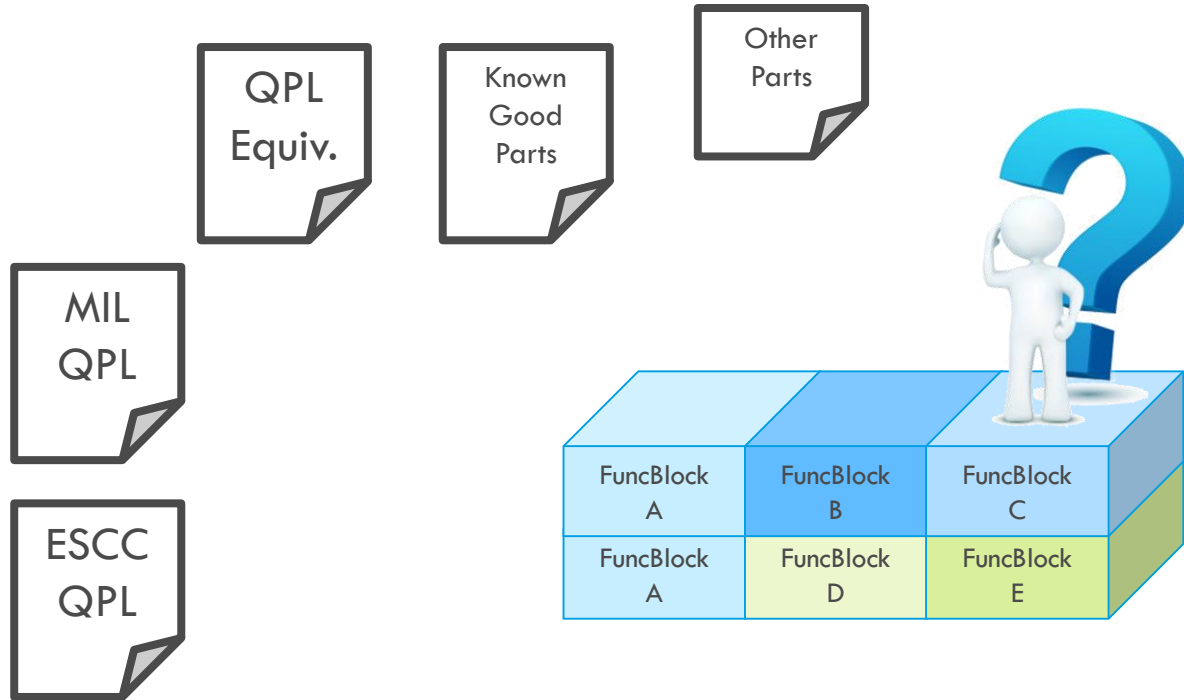 Other
Parts
QPL
Equiv.
Known
Good
Parts
MIL
QPL
ESCC
QPL
FuncBlock
A
FuncBlock
B
FuncBlock
C
FuncBlock
A
FuncBlock
D
FuncBlock
E